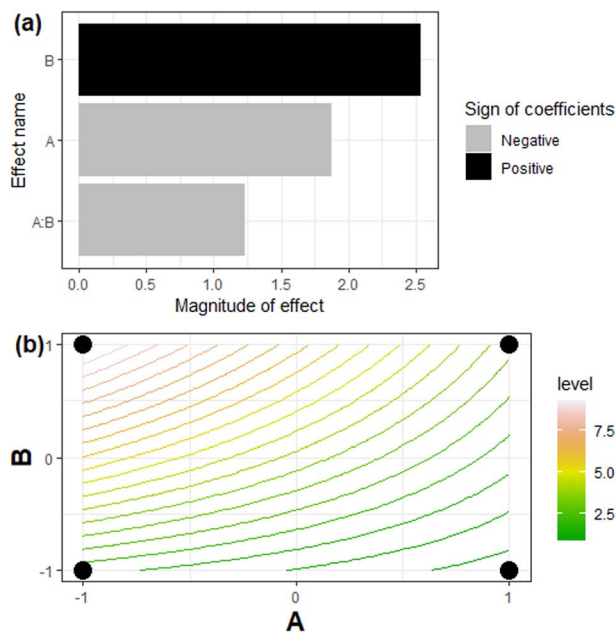 (a)
B
A
A:B
Effect name
0.0 0.5 1.0 1.5 2.0 2.5
Magnitude of effect
Sign of coefficients
Negative
Positive
(b)
1
0
-1
B
-1 0 1
A
level
7.5
5.0
2.5